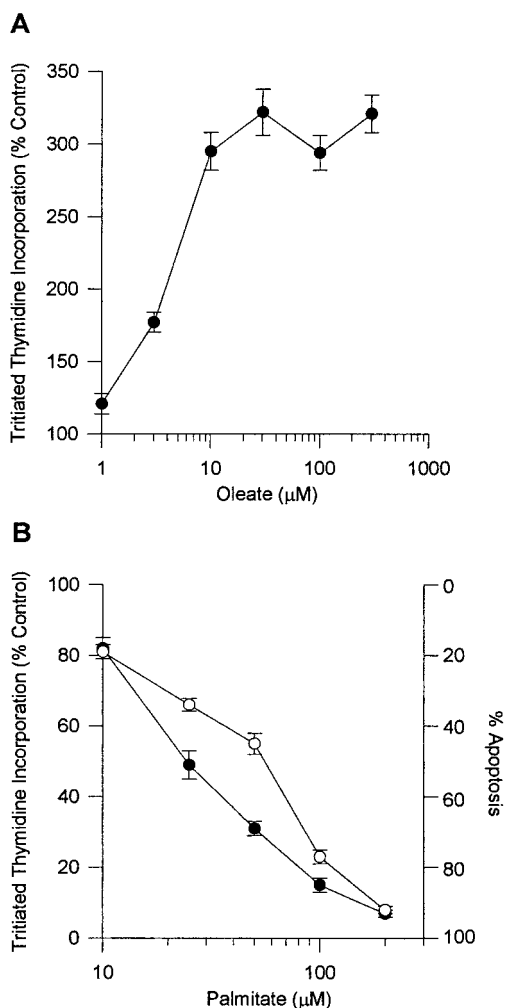 A
Tritiated Thymidine Incorporation (% Control)
350
300
250
200
150
100
1 10 100 1000
Oleate (µM)
B
Tritiated Thymidine Incorporation (% Control)
100
80
60
40
20
0
0
20
40
60
80
100
% Apoptosis
10 100
Palmitate (µM)